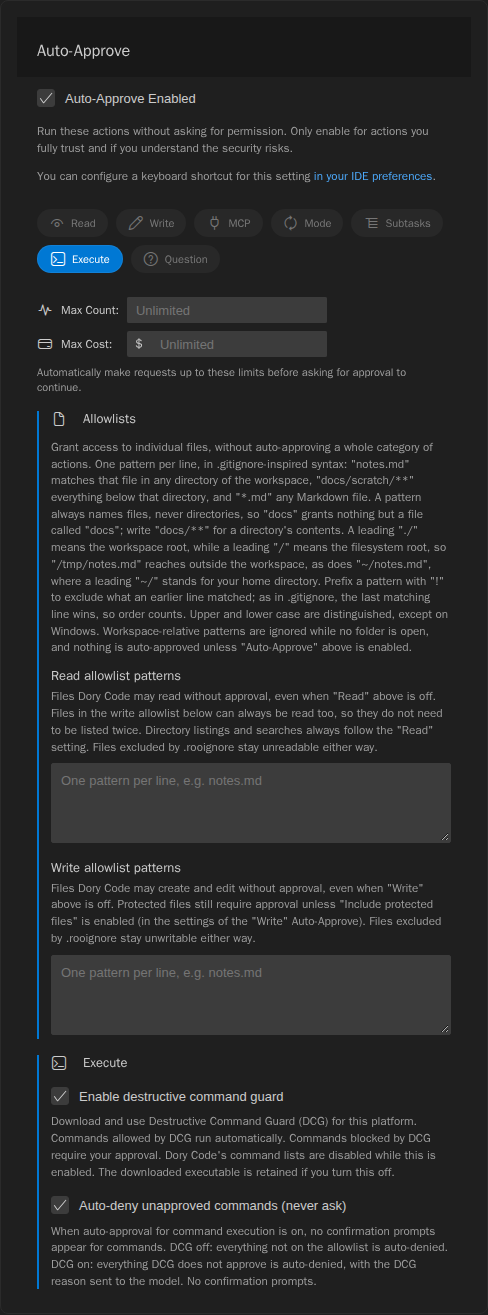 Auto-Approve
Auto-Approve Enabled
Run these actions without asking for permission. Only enable for actions you
fully trust and if you understand the security risks.
You can configure a keyboard shortcut for this setting in your IDE preferences.
Read
Write
MCP
Mode
Subtasks
Execute
Question
Max Count: Unlimited
Max Cost: $ Unlimited
Automatically make requests up to these limits before asking for approval to
continue.
Allowlists
Grant access to individual files, without auto-approving a whole category of
actions. One pattern per line, in .gitignore-inspired syntax: "notes.md"
matches that file in any directory of the workspace, "docs/scratch/**"
everything below that directory, and "*.md" any Markdown file. A pattern
always names files, never directories, so "docs" grants nothing but a file
called "docs"; write "docs/**" for a directory's contents. A leading "./"
means the workspace root, while a leading "/" means the filesystem root, so
"/tmp/notes.md" reaches outside the workspace, as does "~/notes.md",
where a leading "~/" stands for your home directory. Prefix a pattern with "!"
to exclude what an earlier line matched; as in .gitignore, the last matching
line wins, so order counts. Upper and lower case are distinguished, except on
Windows. Workspace-relative patterns are ignored while no folder is open,
and nothing is auto-approved unless "Auto-Approve" above is enabled.
Read allowlist patterns
Files Dory Code may read without approval, even when "Read" above is off.
Files in the write allowlist below can always be read too, so they do not need
to be listed twice. Directory listings and searches always follow the "Read"
setting. Files excluded by .rooignore stay unreadable either way.
One pattern per line, e.g. notes.md
Write allowlist patterns
Files Dory Code may create and edit without approval, even when "Write"
above is off. Protected files still require approval unless "Include protected
files" is enabled (in the settings of the "Write" Auto-Approve). Files excluded
by .rooignore stay unwritable either way.
One pattern per line, e.g. notes.md
Execute
Enable destructive command guard
Download and use Destructive Command Guard (DCG) for this platform.
Commands allowed by DCG run automatically. Commands blocked by DCG
require your approval. Dory Code's command lists are disabled while this is
enabled. The downloaded executable is retained if you turn this off.
Auto-deny unapproved commands (never ask)
When auto-approval for command execution is on, no confirmation prompts
appear for commands. DCG off: everything not on the allowlist is auto-denied.
DCG on: everything DCG does not approve is auto-denied, with the DCG
reason sent to the model. No confirmation prompts.